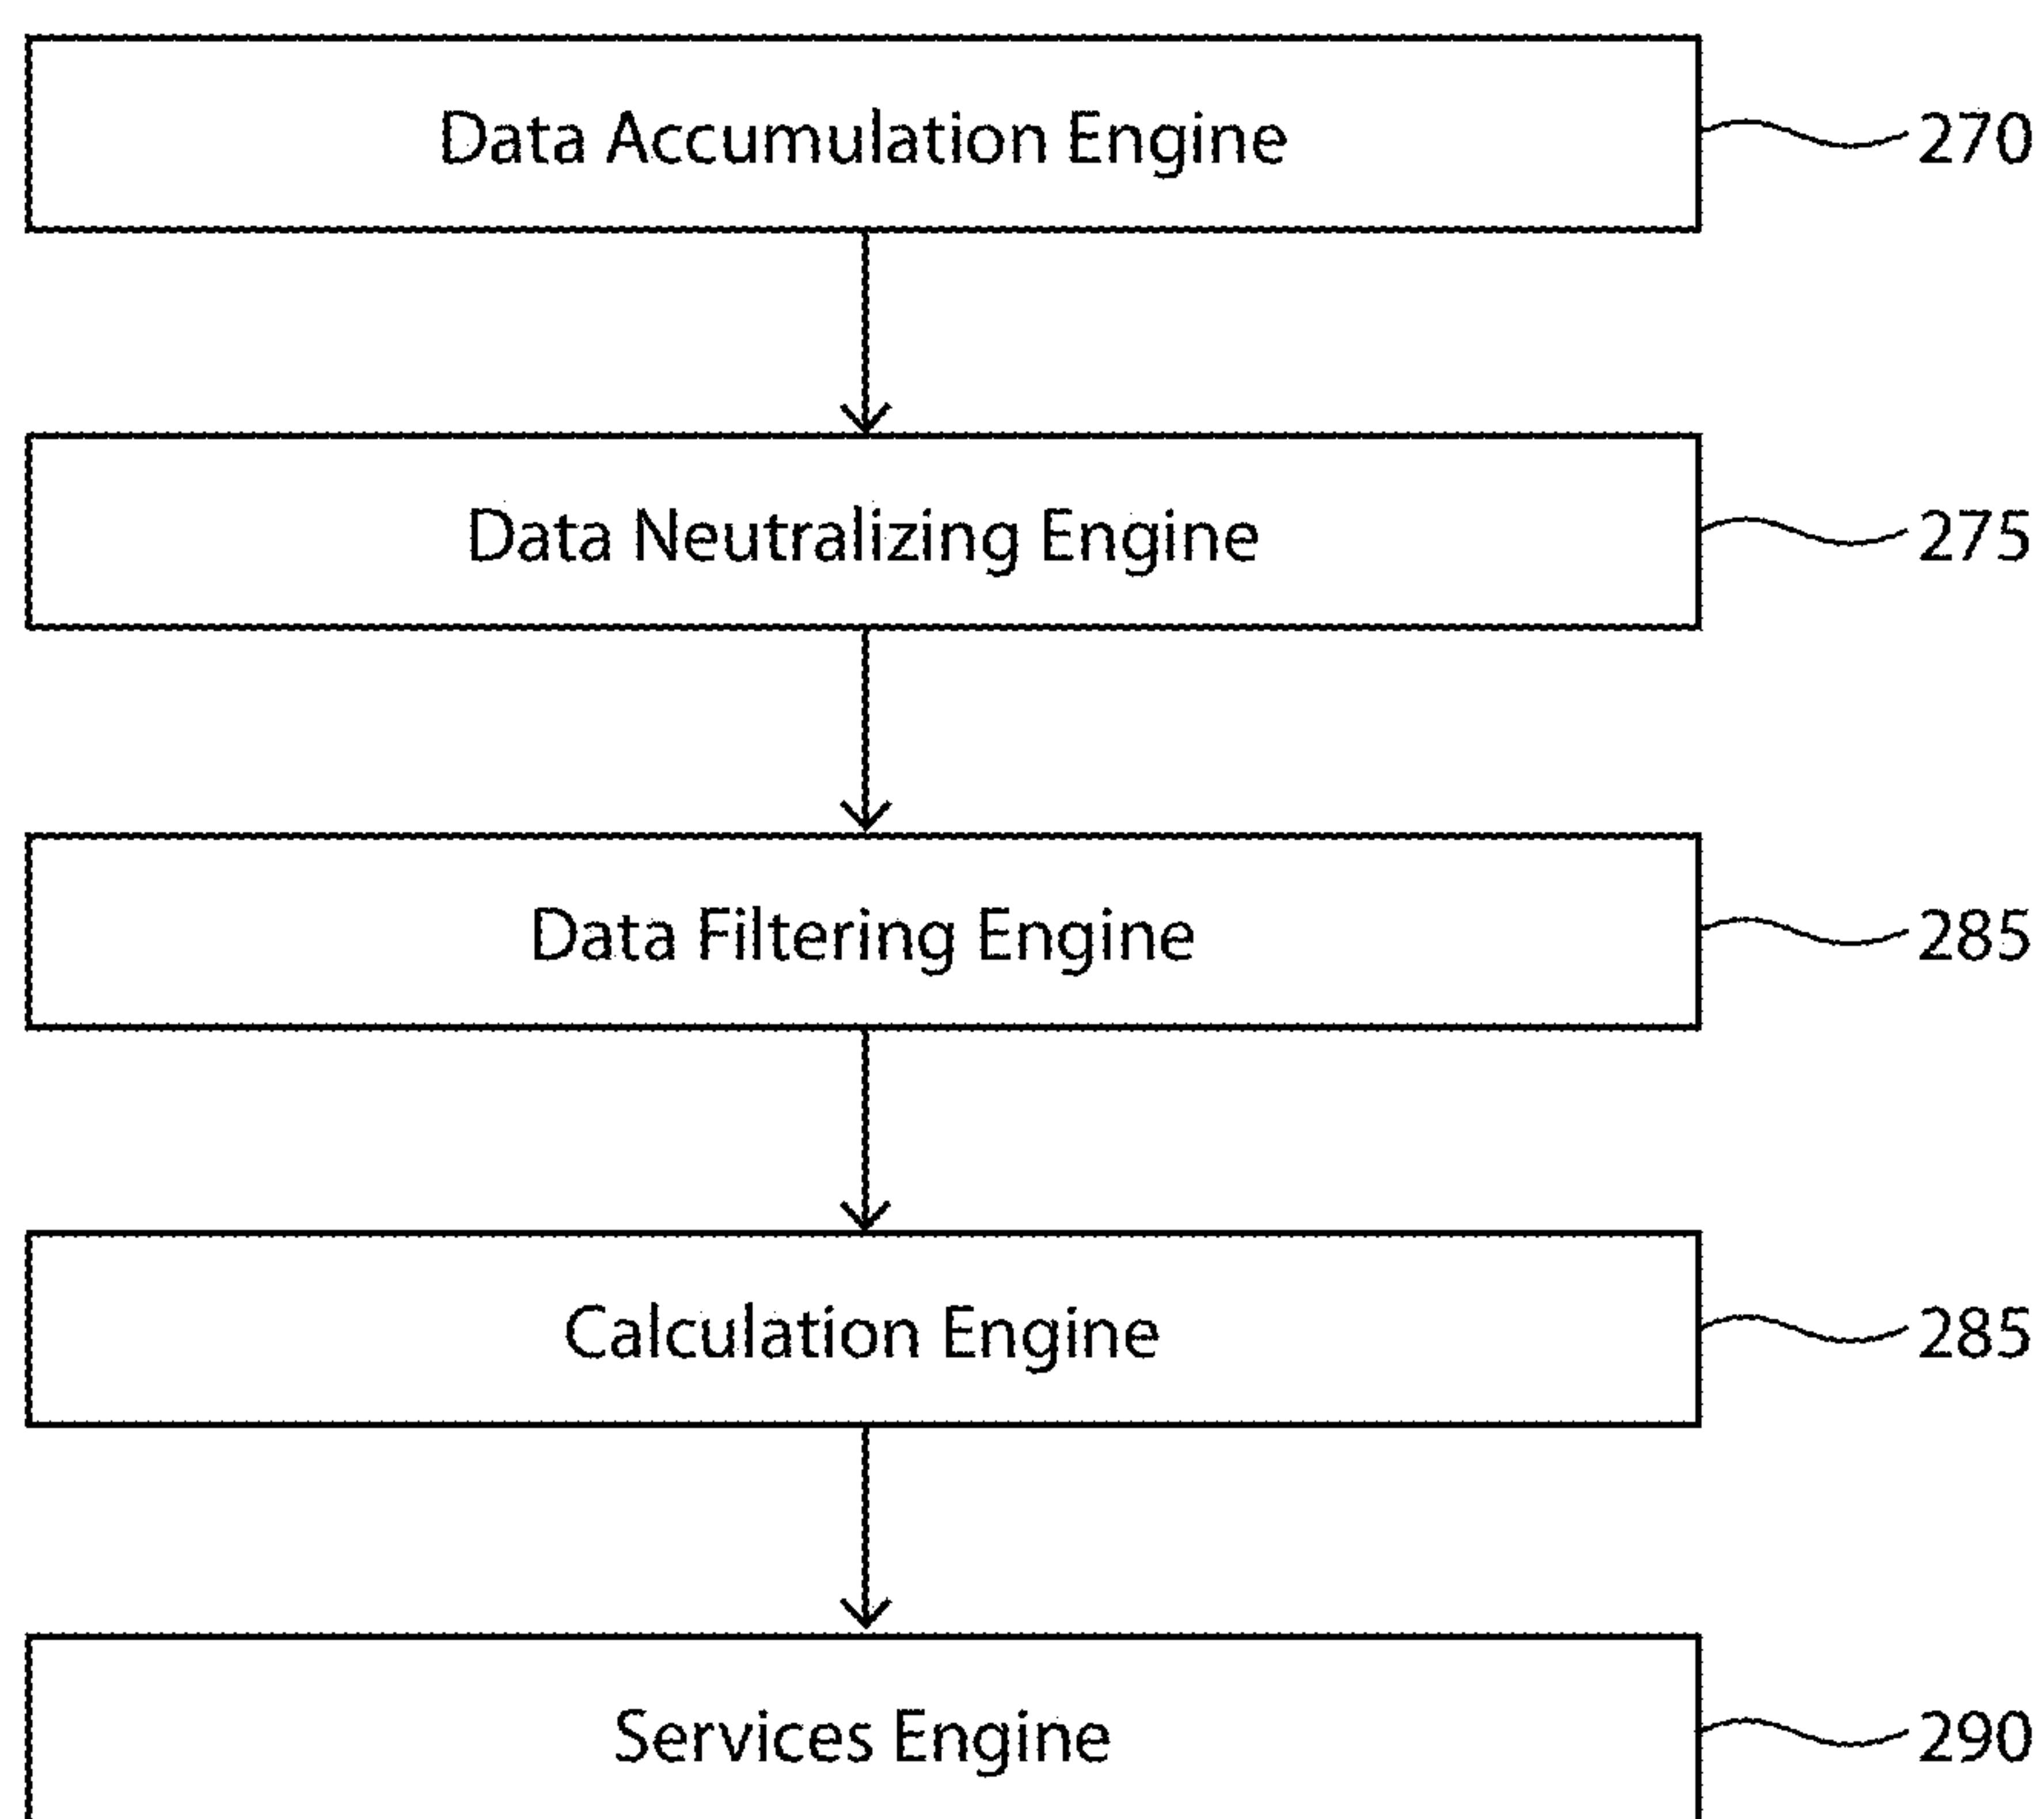 Data Accumulation Engine 270
Data Neutralizing Engine 275
Data Filtering Engine 285
Calculation Engine 285
Services Engine 290